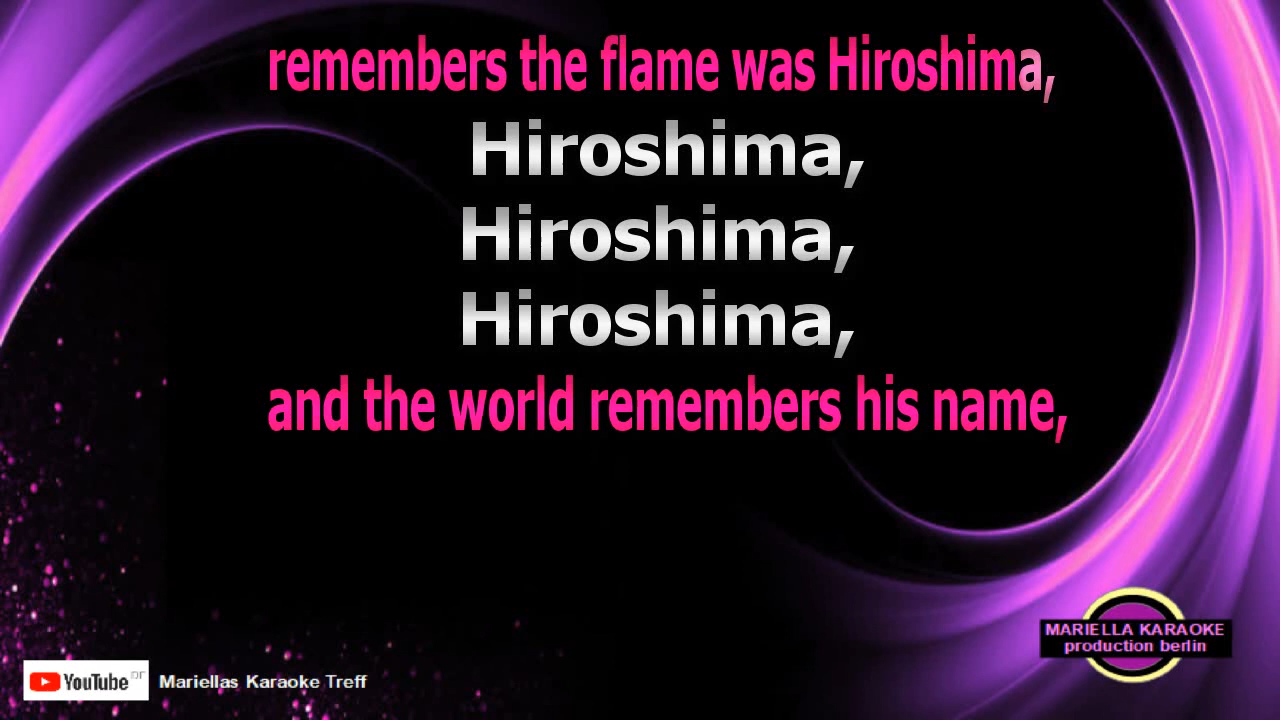 remembers the flame was Hiroshima,
Hiroshima,
Hiroshima,
Hiroshima,
and the world remembers his name,
MARIELLA KARAOKE
production berlin
YouTube
Mariellas Karaoke Treff